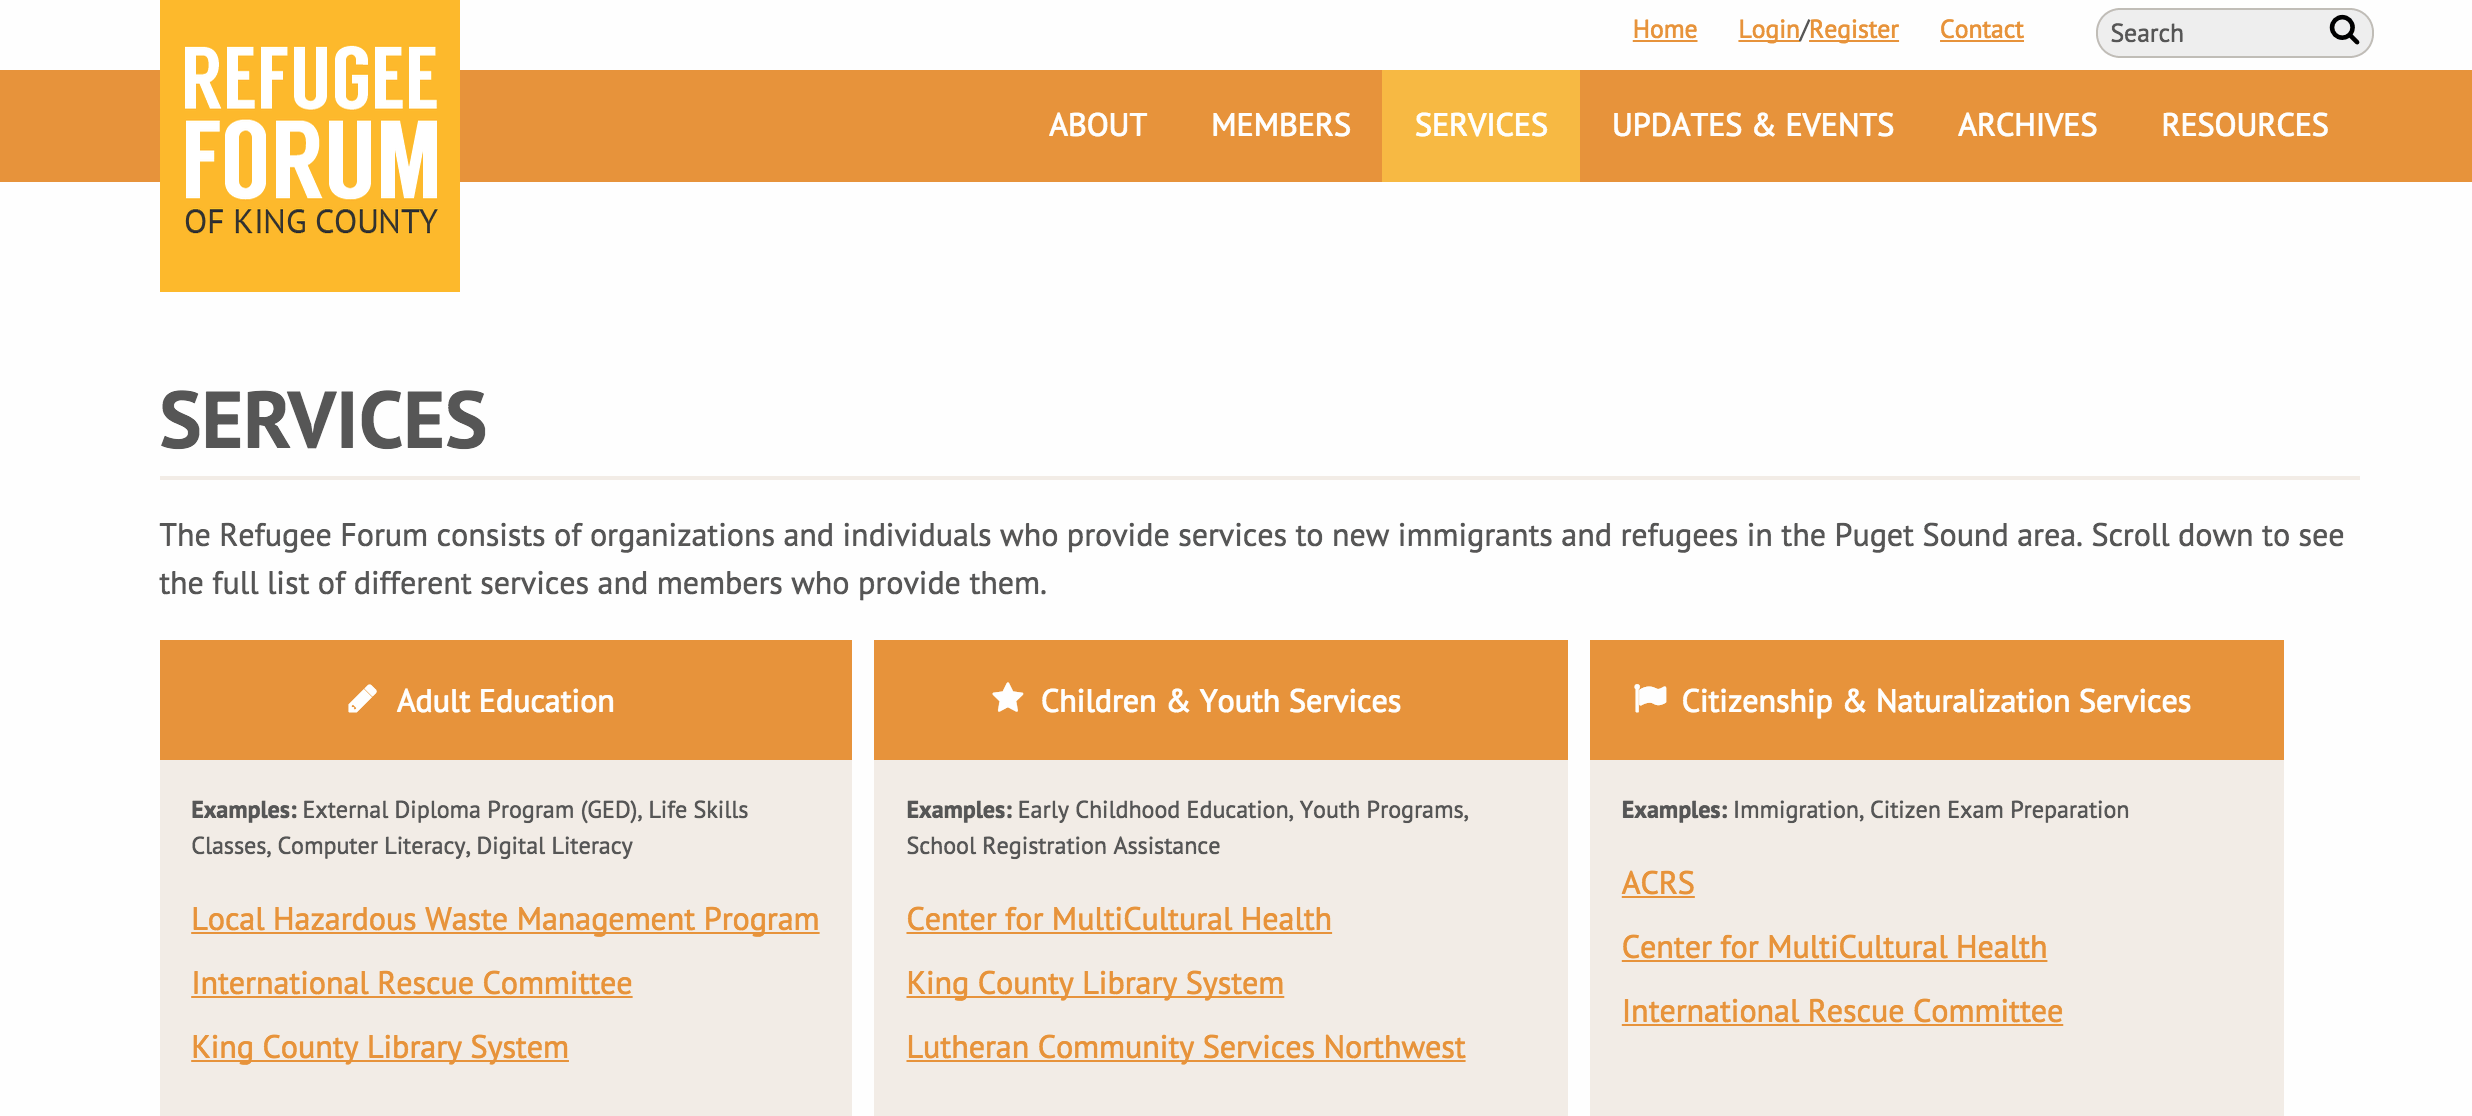 Home Login/Register Contact Search
REFUGEE
FORUM
OF KING COUNTY
ABOUT MEMBERS SERVICES UPDATES & EVENTS ARCHIVES RESOURCES
SERVICES
The Refugee Forum consists of organizations and individuals who provide services to new immigrants and refugees in the Puget Sound area. Scroll down to see
the full list of different services and members who provide them.
Adult Education
Examples: External Diploma Program (GED), Life Skills
Classes, Computer Literacy, Digital Literacy
Local Hazardous Waste Management Program
International Rescue Committee
King County Library System
Children & Youth Services
Examples: Early Childhood Education, Youth Programs,
School Registration Assistance
Center for MultiCultural Health
King County Library System
Lutheran Community Services Northwest
Citizenship & Naturalization Services
Examples: Immigration, Citizen Exam Preparation
ACRS
Center for MultiCultural Health
International Rescue Committee